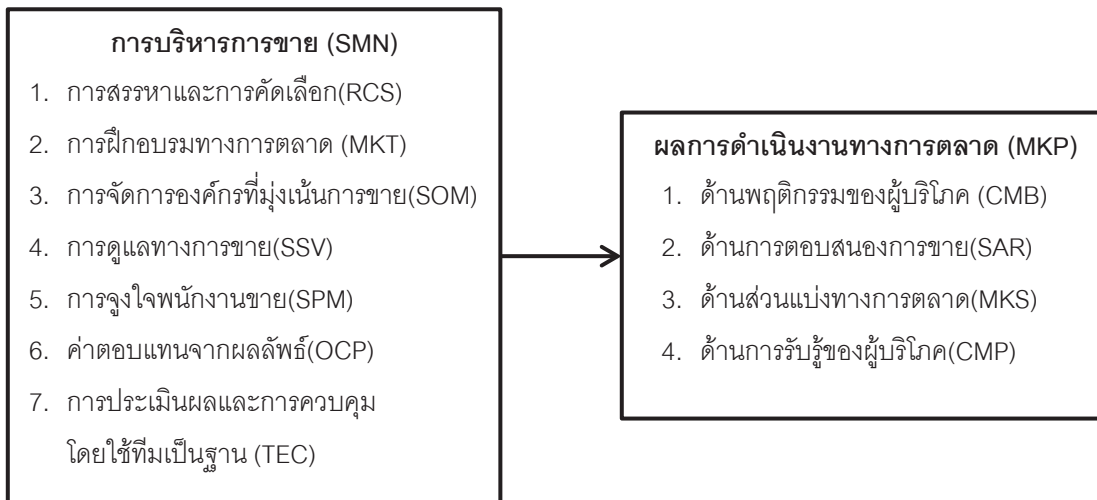 การบริหารการขาย (SMN)
1. การสรรหาและการคัดเลือก(RCS)
2. การฝึกอบรมทางการตลาด (MKT)
3. การจัดการองค์กรที่มุ่งเน้นการขาย(SOM)
4. การดูแลทางการขาย(SSV)
5. การจูงใจพนักงานขาย(SPM)
6. ค่าตอบแทนจากผลลัพธ์(OCP)
7. การประเมินผลและการควบคุม
โดยใช้ทีมเป็นฐาน (TEC)
ผลการดำเนินงานทางการตลาด (MKP)
1. ด้านพฤติกรรมของผู้บริโภค (CMB)
2. ด้านการตอบสนองการขาย(SAR)
3. ด้านส่วนแบ่งทางการตลาด(MKS)
4. ด้านการรับรู้ของผู้บริโภค(CMP)